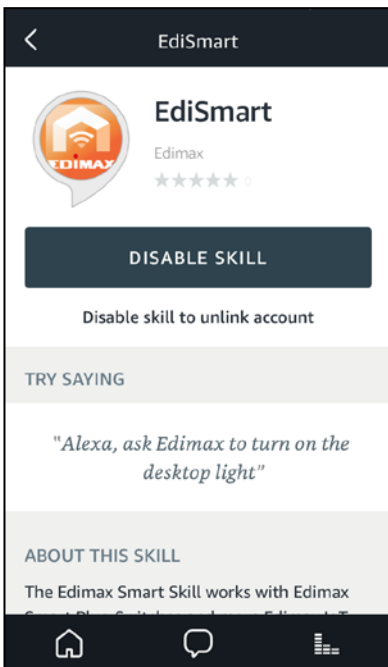 EdiSmart
EdiSmart
EDIMAX
Edimax
0
DISABLE SKILL
Disable skill to unlink account
TRY SAYING
"Alexa, ask Edimax to turn on the
desktop light"
ABOUT THIS SKILL
The Edimax Smart Skill works with Edimax